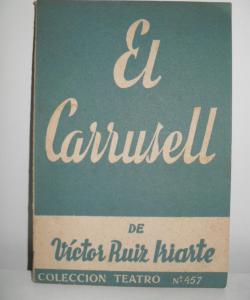 El
Carrusell
DE
Víctor Ruiz Iriarte
COLECCION TEATRO Nº 457